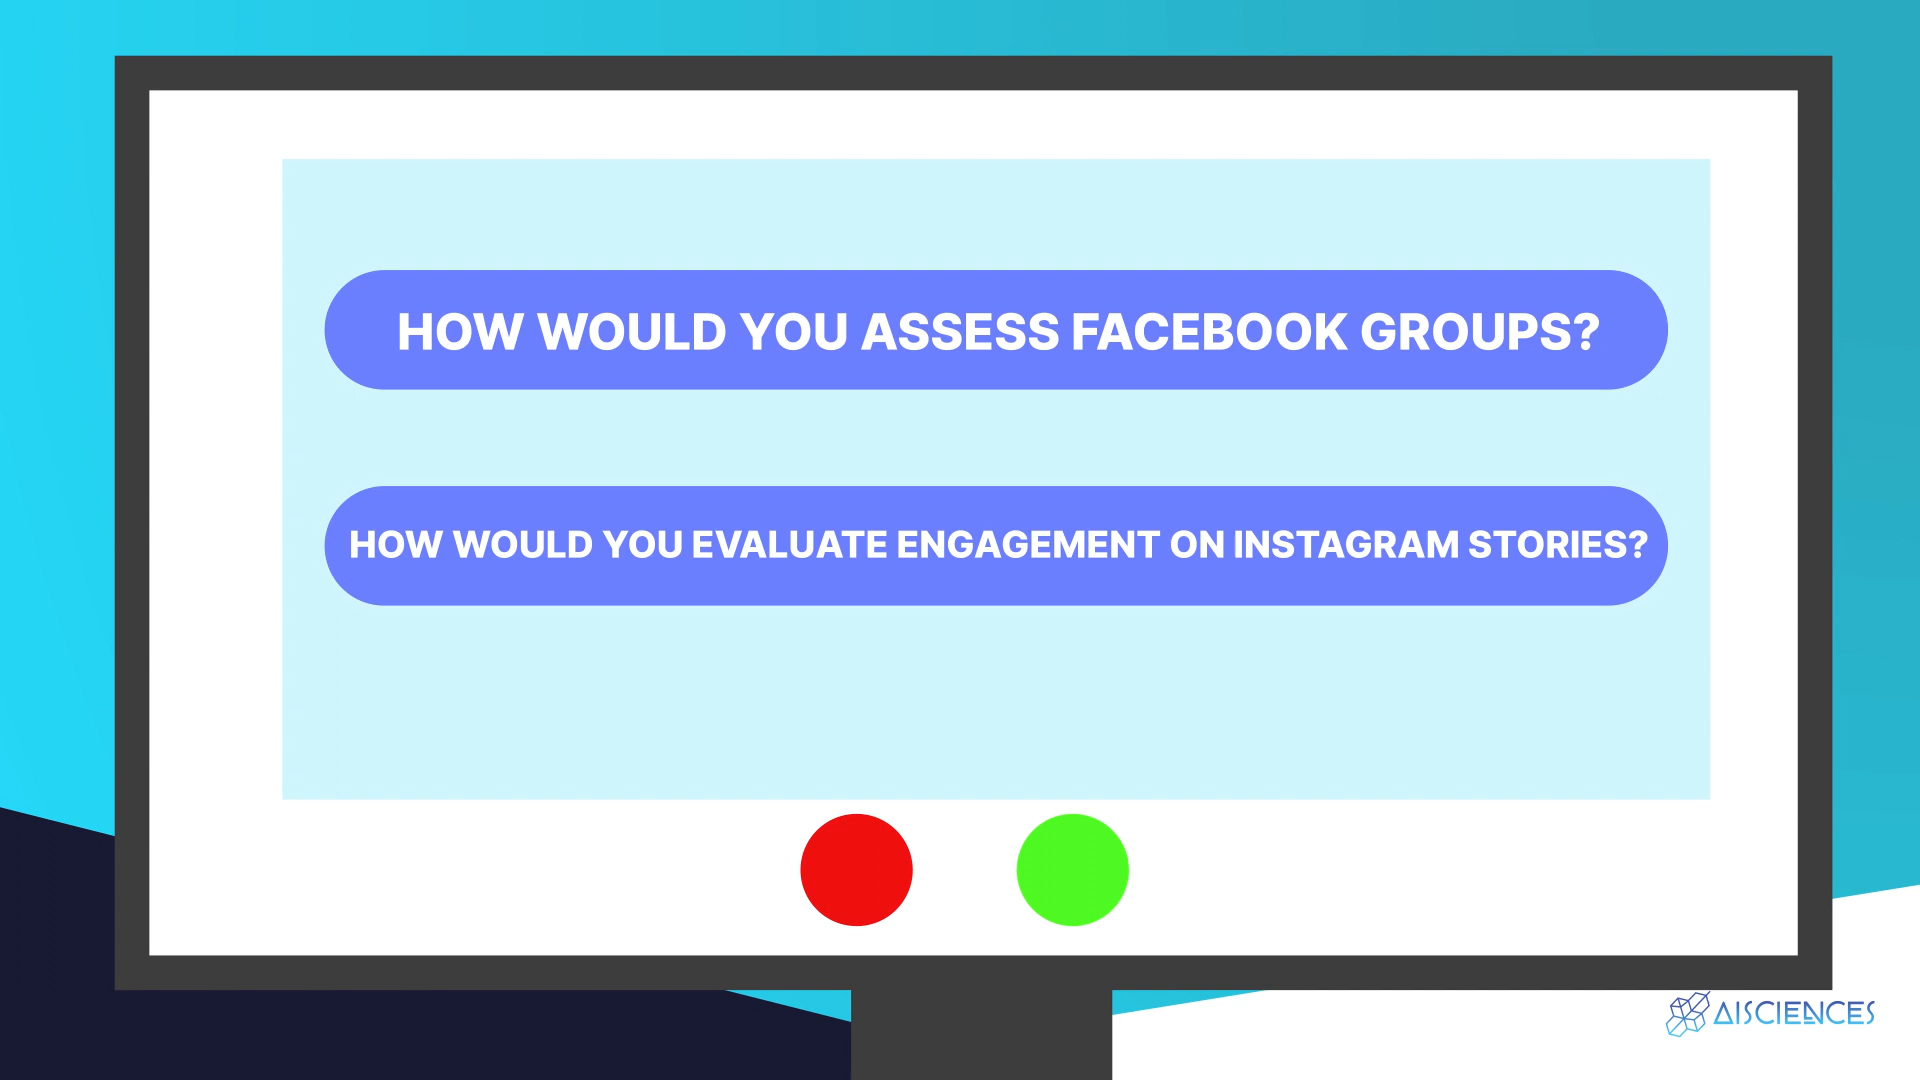 HOW WOULD YOU ASSESS FACEBOOK GROUPS?
HOW WOULD YOU EVALUATE ENGAGEMENT ON INSTAGRAM STORIES?
AISCIENCES